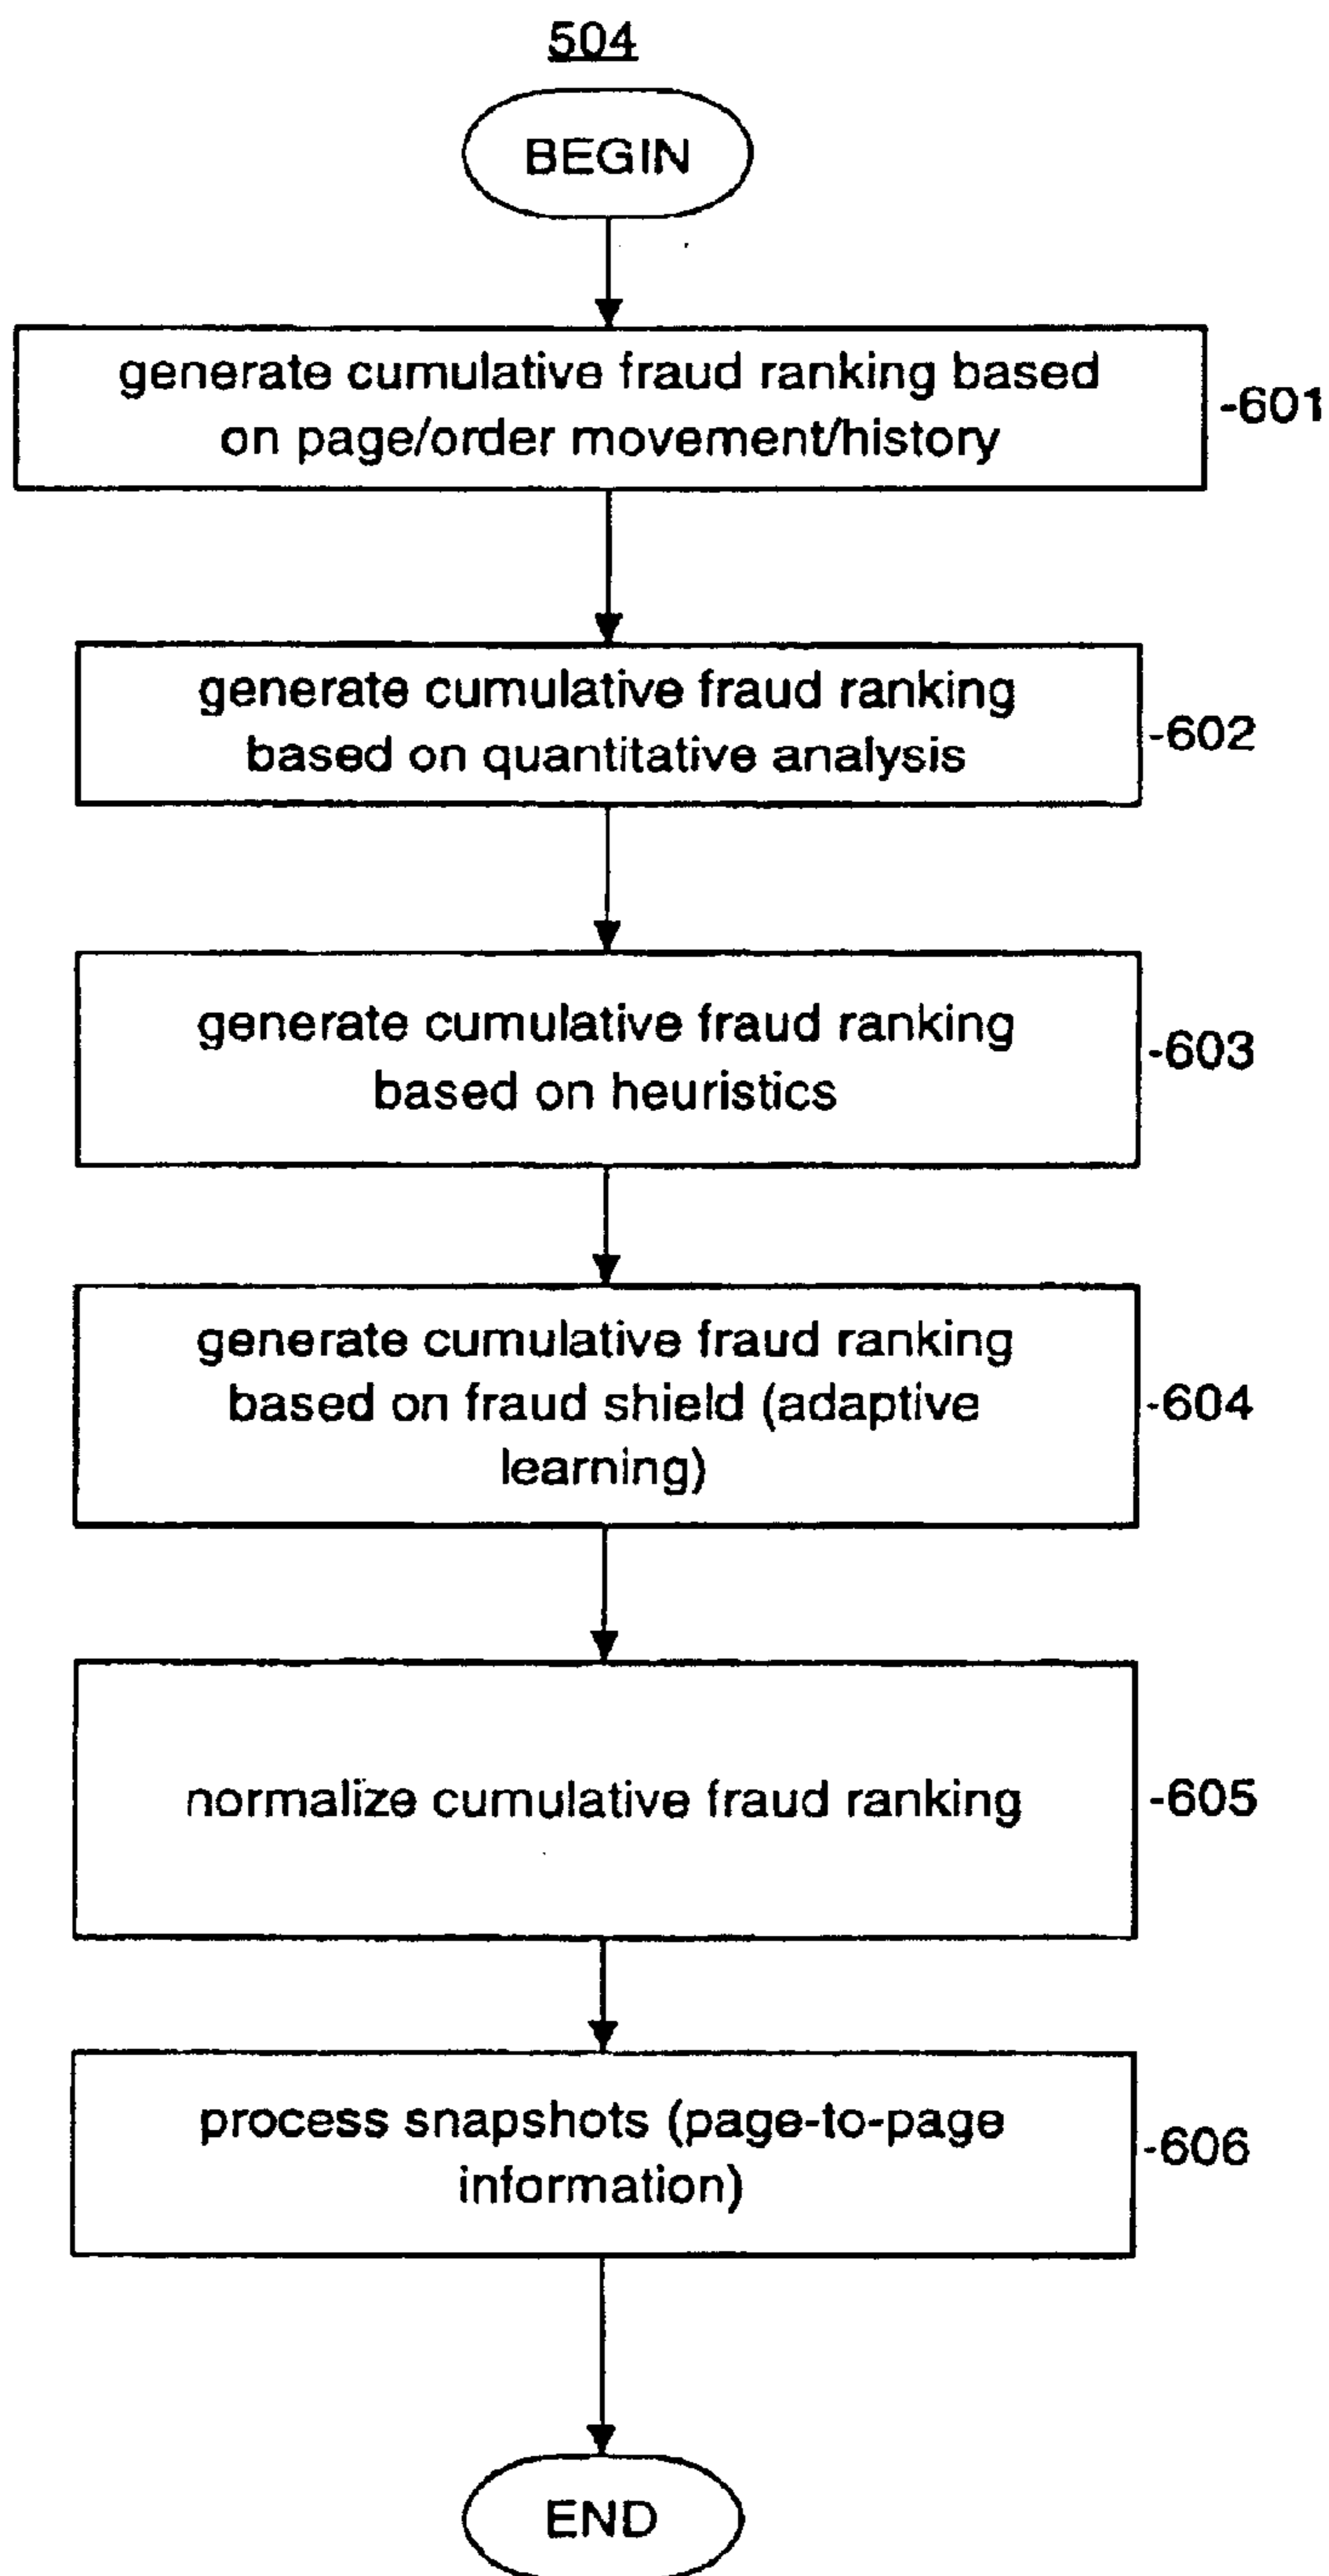 504
BEGIN
generate cumulative fraud ranking based
on page/order movement/history
-601
generate cumulative fraud ranking
based on quantitative analysis
-602
generate cumulative fraud ranking
based on heuristics
-603
generate cumulative fraud ranking
based on fraud shield (adaptive
learning)
-604
normalize cumulative fraud ranking
-605
process snapshots (page-to-page
information)
-606
END